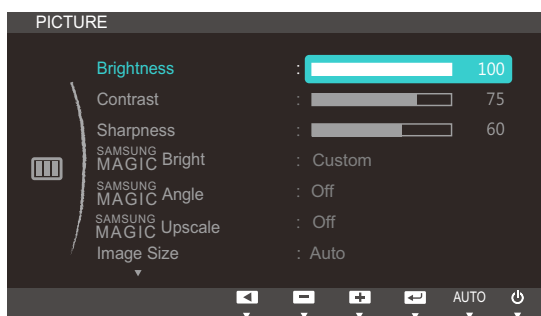 PICTURE
Brightness : 100
Contrast : 75
Sharpness : 60
SAMSUNG MAGIC Bright : Custom
SAMSUNG MAGIC Angle : Off
SAMSUNG MAGIC Upscale : Off
Image Size : Auto
AUTO